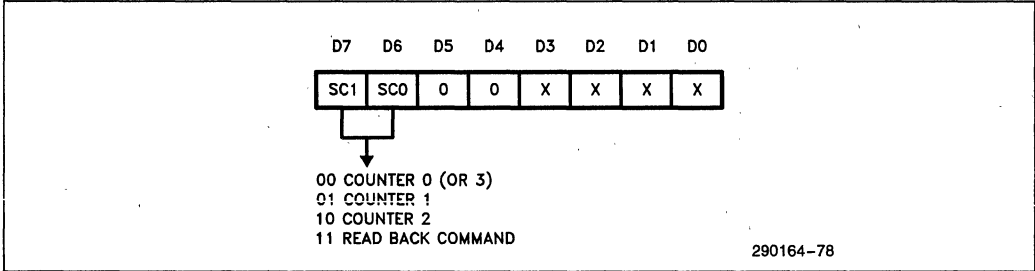 D7 D6 D5 D4 D3 D2 D1 D0
SC1 SC0 0 0 X X X X
00 COUNTER 0 (OR 3)
01 COUNTER 1
10 COUNTER 2
11 READ BACK COMMAND
290164-78